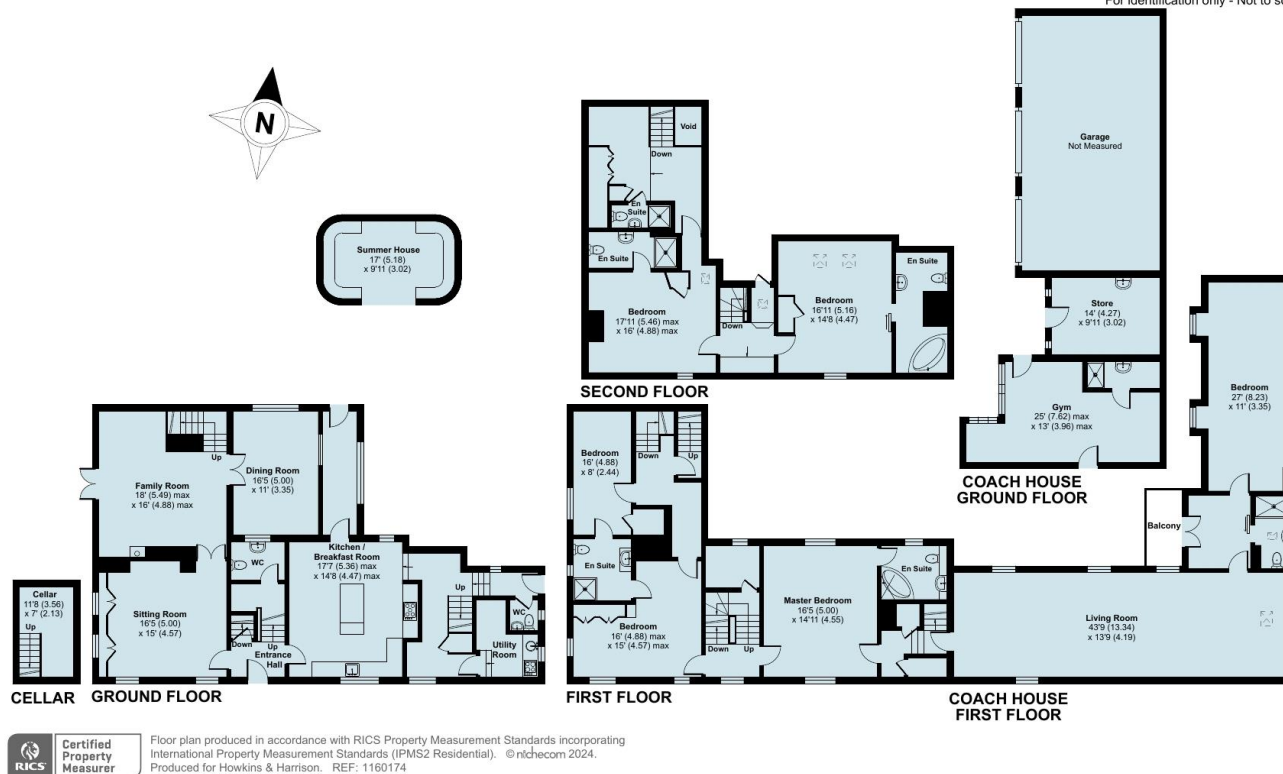 For identification only - Not to
N
Summer House
17' (5.18)
x 9'11 (3.02)
Void
Down
En
Suite
En Suite
Bedroom
17'11 (5.46) max
x 16' (4.88) max
Down
Bedroom
16'11 (5.16)
x 14'8 (4.47)
En Suite
SECOND FLOOR
Garage
Not Measured
Store
14' (4.27)
x 9'11 (3.02)
Gym
25' (7.62) max
x 13' (3.96) max
COACH HOUSE
GROUND FLOOR
Bedroom
27' (8.23)
x 11' (3.35)
Balcony
Living Room
43'9 (13.34)
x 13'9 (4.19)
COACH HOUSE
FIRST FLOOR
Cellar
11'8 (3.56)
x 7' (2.13)
Up
CELLAR
Up
Family Room
18' (5.49) max
x 16' (4.88) max
Dining Room
16'5 (5.00)
x 11' (3.35)
WC
Kitchen /
Breakfast Room
17'7 (5.36) max
x 14'8 (4.47) max
Sitting Room
16'5 (5.00)
x 15' (4.57)
Down
Up
Entrance
Hall
Up
WC
Utility
Room
GROUND FLOOR
Bedroom
16' (4.88)
x 8' (2.44)
Down
Up
En Suite
Bedroom
16' (4.88) max
x 15' (4.57) max
Down
Up
Master Bedroom
16'5 (5.00)
x 14'11 (4.55)
En Suite
FIRST FLOOR
RICS
Certified
Property
Measurer
Floor plan produced in accordance with RICS Property Measurement Standards incorporating
International Property Measurement Standards (IPMS2 Residential). © nichecom 2024.
Produced for Howkins & Harrison. REF: 1160174